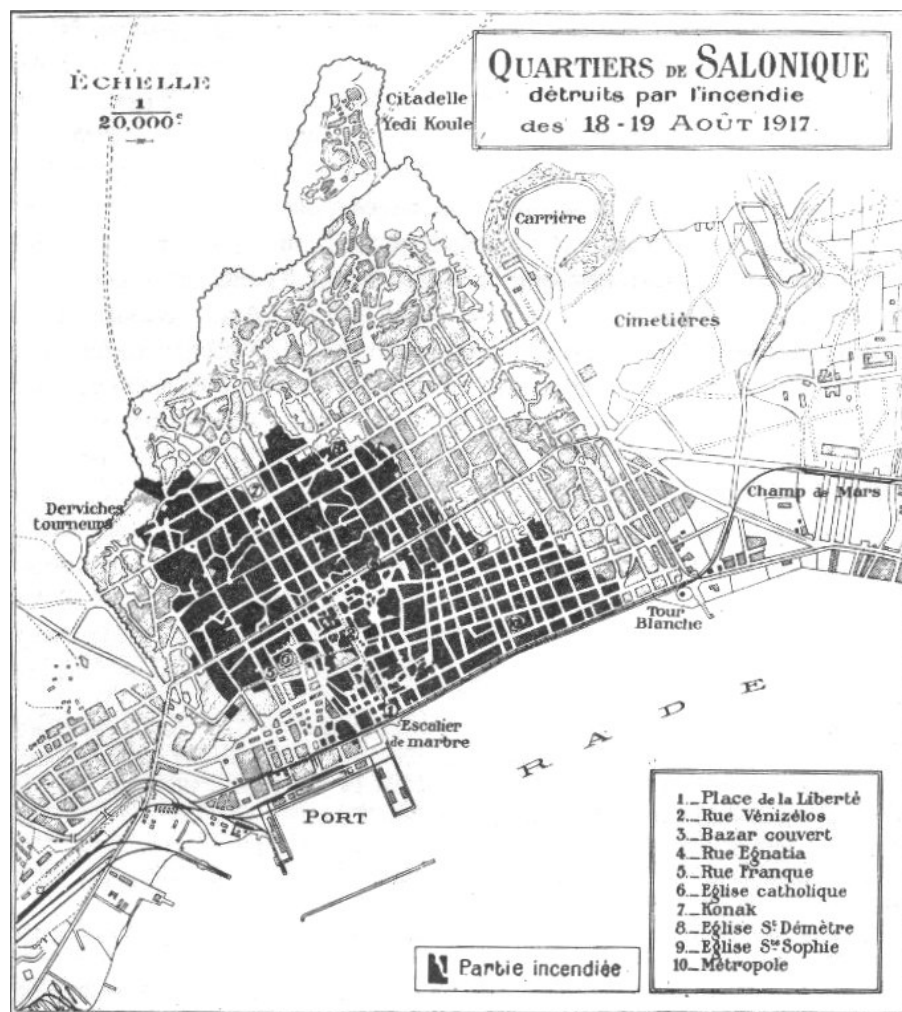 QUARTIERS DE SALONIQUE
détruits par l'incendie
des 18-19 AOÛT 1917.
ÉCHELLE
1
20,000e
Citadelle
Yedi Koulé
Carrière
Cimetières
Derviches
tourneurs
Champ de Mars
Tour
Blanche
Escalier
de marbre
RADE
PORT
1._Place de la Liberté
2._Rue Vénizélos
3._Bazar couvert
4._Rue Egnatia
5._Rue Franque
6._Eglise catholique
7._Konak
8._Eglise St Démètre
9._Eglise Ste Sophie
10._Métropole
Partie incendiée